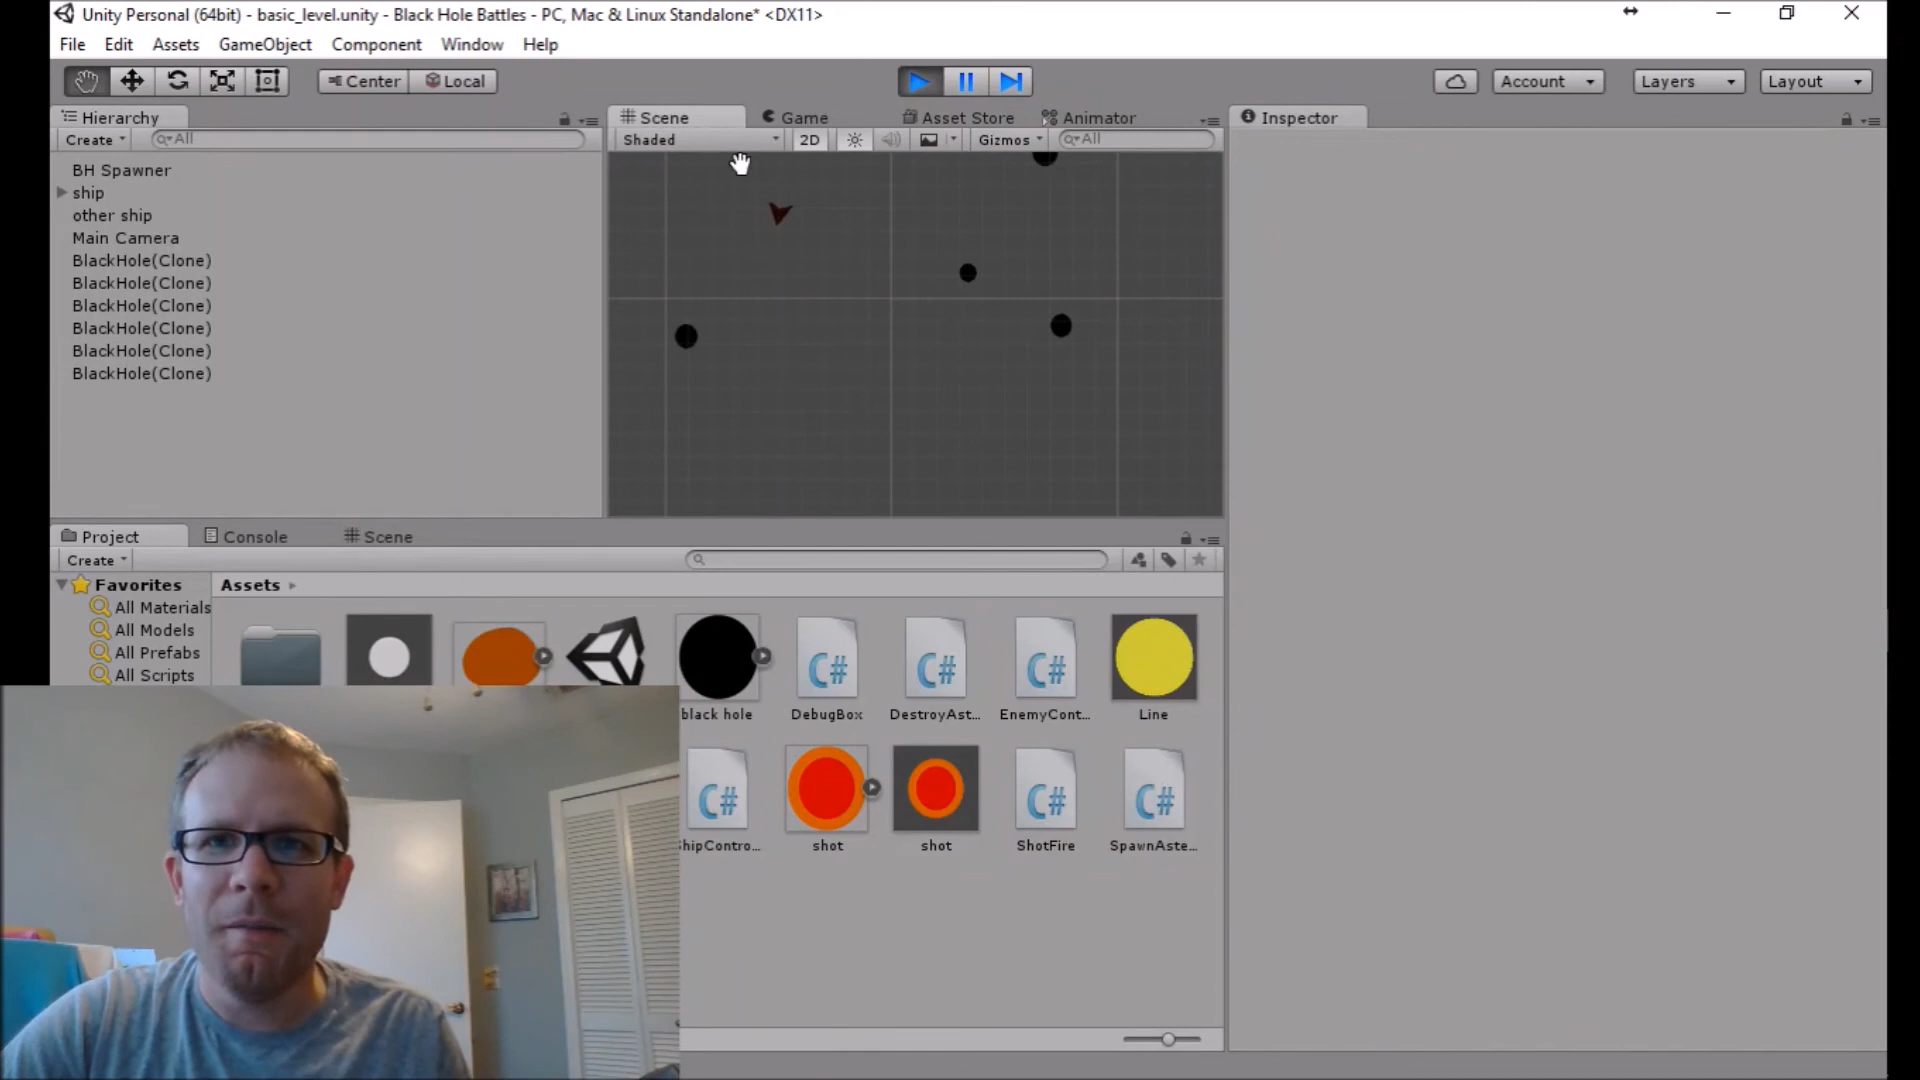 Unity Personal (64bit) - basic_level.unity - Black Hole Battles - PC, Mac & Linux Standalone* <DX11>
File Edit Assets GameObject Component Window Help
Center Local Account Layers Layout
Hierarchy Scene Game Asset Store Animator Inspector
Create All Shaded 2D Gizmos All
BH Spawner
ship
other ship
Main Camera
BlackHole(Clone)
BlackHole(Clone)
BlackHole(Clone)
BlackHole(Clone)
BlackHole(Clone)
BlackHole(Clone)
Project Console Scene
Create
Favorites Assets
All Materials
All Models
All Prefabs
All Scripts
C# C# C#
black hole DebugBox DestroyAst... EnemyCont... Line
C# C# C#
ShipContro... shot shot ShotFire SpawnAste...